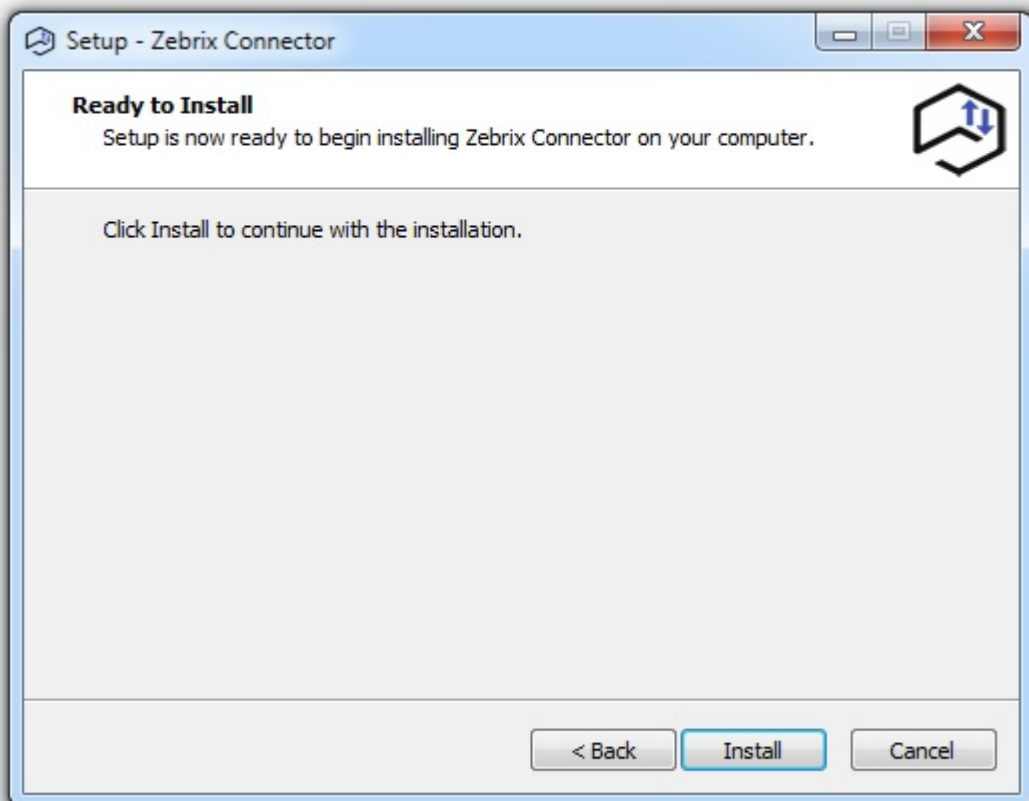 Setup - Zebrix Connector
Ready to Install
Setup is now ready to begin installing Zebrix Connector on your computer.
Click Install to continue with the installation.
< Back
Install
Cancel